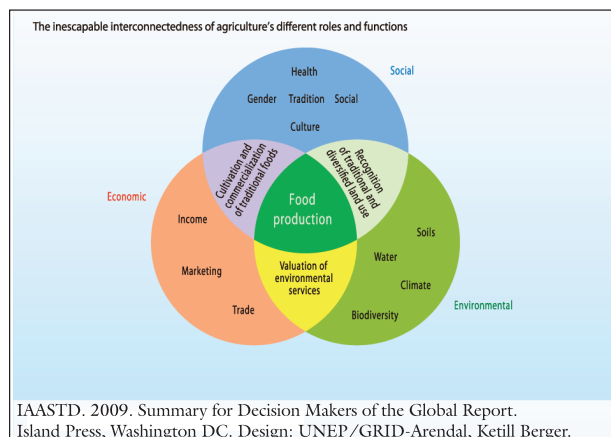 The inescapable interconnectedness of agriculture's different roles and functions
Social
Health
Gender Tradition Social
Culture
Cultivation and
commercialization
of traditional foods
Recognition
of traditional and
diversified land use
Economic
Food
production
Income
Marketing
Trade
Valuation of
environmental
services
Soils
Water
Climate
Biodiversity
Environmental
IAASTD. 2009. Summary for Decision Makers of the Global Report.
Island Press, Washington DC. Design: UNEP/GRID-Arendal, Ketill Berger.